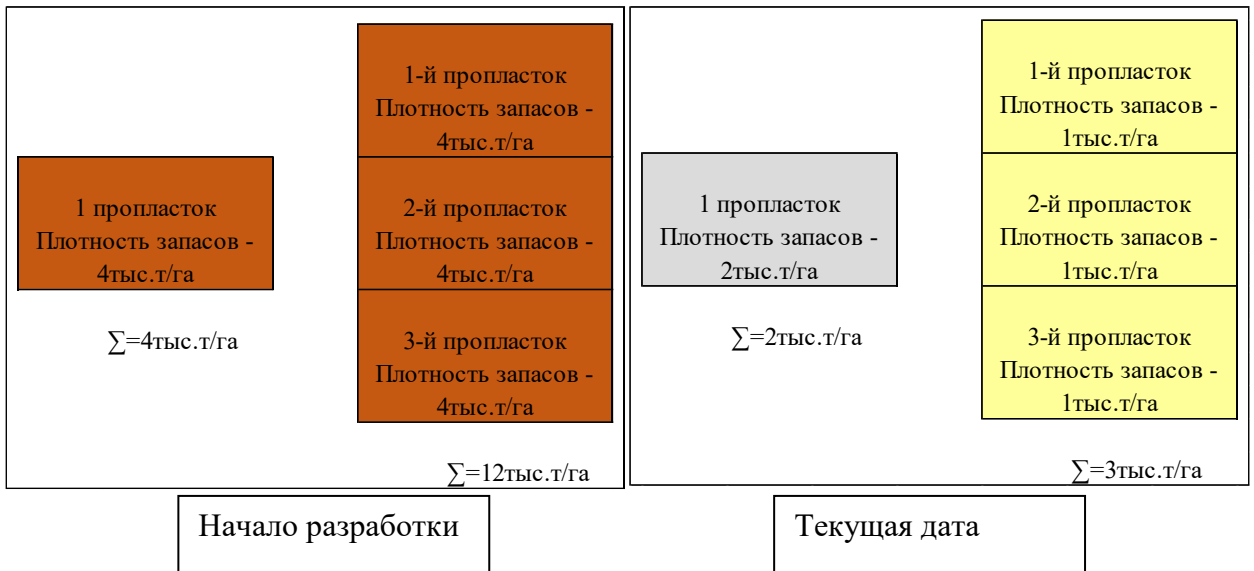 1 пропласток
Плотность запасов -
4тыс.т/га
∑=4тыс.т/га
1-й пропласток
Плотность запасов -
4тыс.т/га
2-й пропласток
Плотность запасов -
4тыс.т/га
3-й пропласток
Плотность запасов -
4тыс.т/га
∑=12тыс.т/га
1 пропласток
Плотность запасов -
2тыс.т/га
∑=2тыс.т/га
1-й пропласток
Плотность запасов -
1тыс.т/га
2-й пропласток
Плотность запасов -
1тыс.т/га
3-й пропласток
Плотность запасов -
1тыс.т/га
∑=3тыс.т/га
Начало разработки
Текущая дата